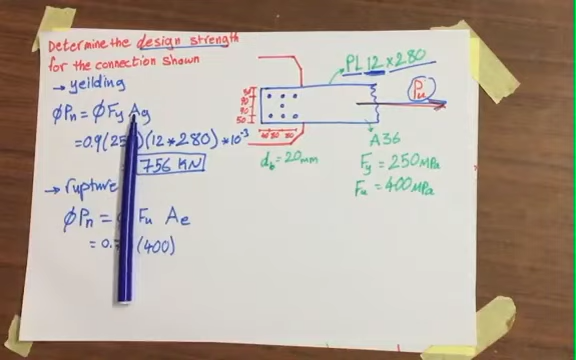 Determine the design strength
for the connection shown
→ yeilding
ϕPn = ϕ Fy Ag
= 0.9(25 )(12*280)*10⁻³
756 KN
→ rupture
ϕPn = Fu Ae
= 0. (400)
PL 12 × 280
Pu
A36
Fy = 250 MPa
Fu = 400 MPa
db = 20 mm